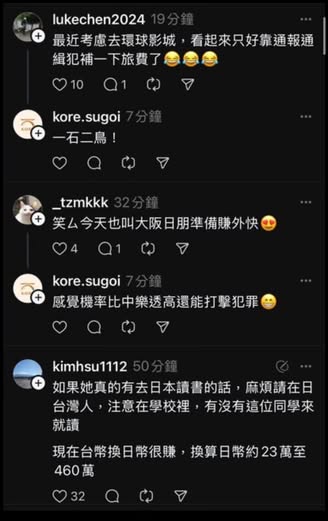 lukechen2024 19分鐘
最近考慮去環球影城，看起來只好靠通報通
緝犯補一下旅費了😂😂😂
10 1
kore.sugoi 7分鐘
一石二鳥！
_tzmkkk 32分鐘
笑ㄙ今天也叫大阪日朋準備賺外快😍
4 1
kore.sugoi 7分鐘
感覺機率比中樂透高還能打擊犯罪😁
kimhsu1112 50分鐘
如果她真的有去日本讀書的話，麻煩請在日
台灣人，注意在學校裡，有沒有這位同學來
就讀
現在台幣換日幣很賺，換算日幣約23萬至
460萬
32